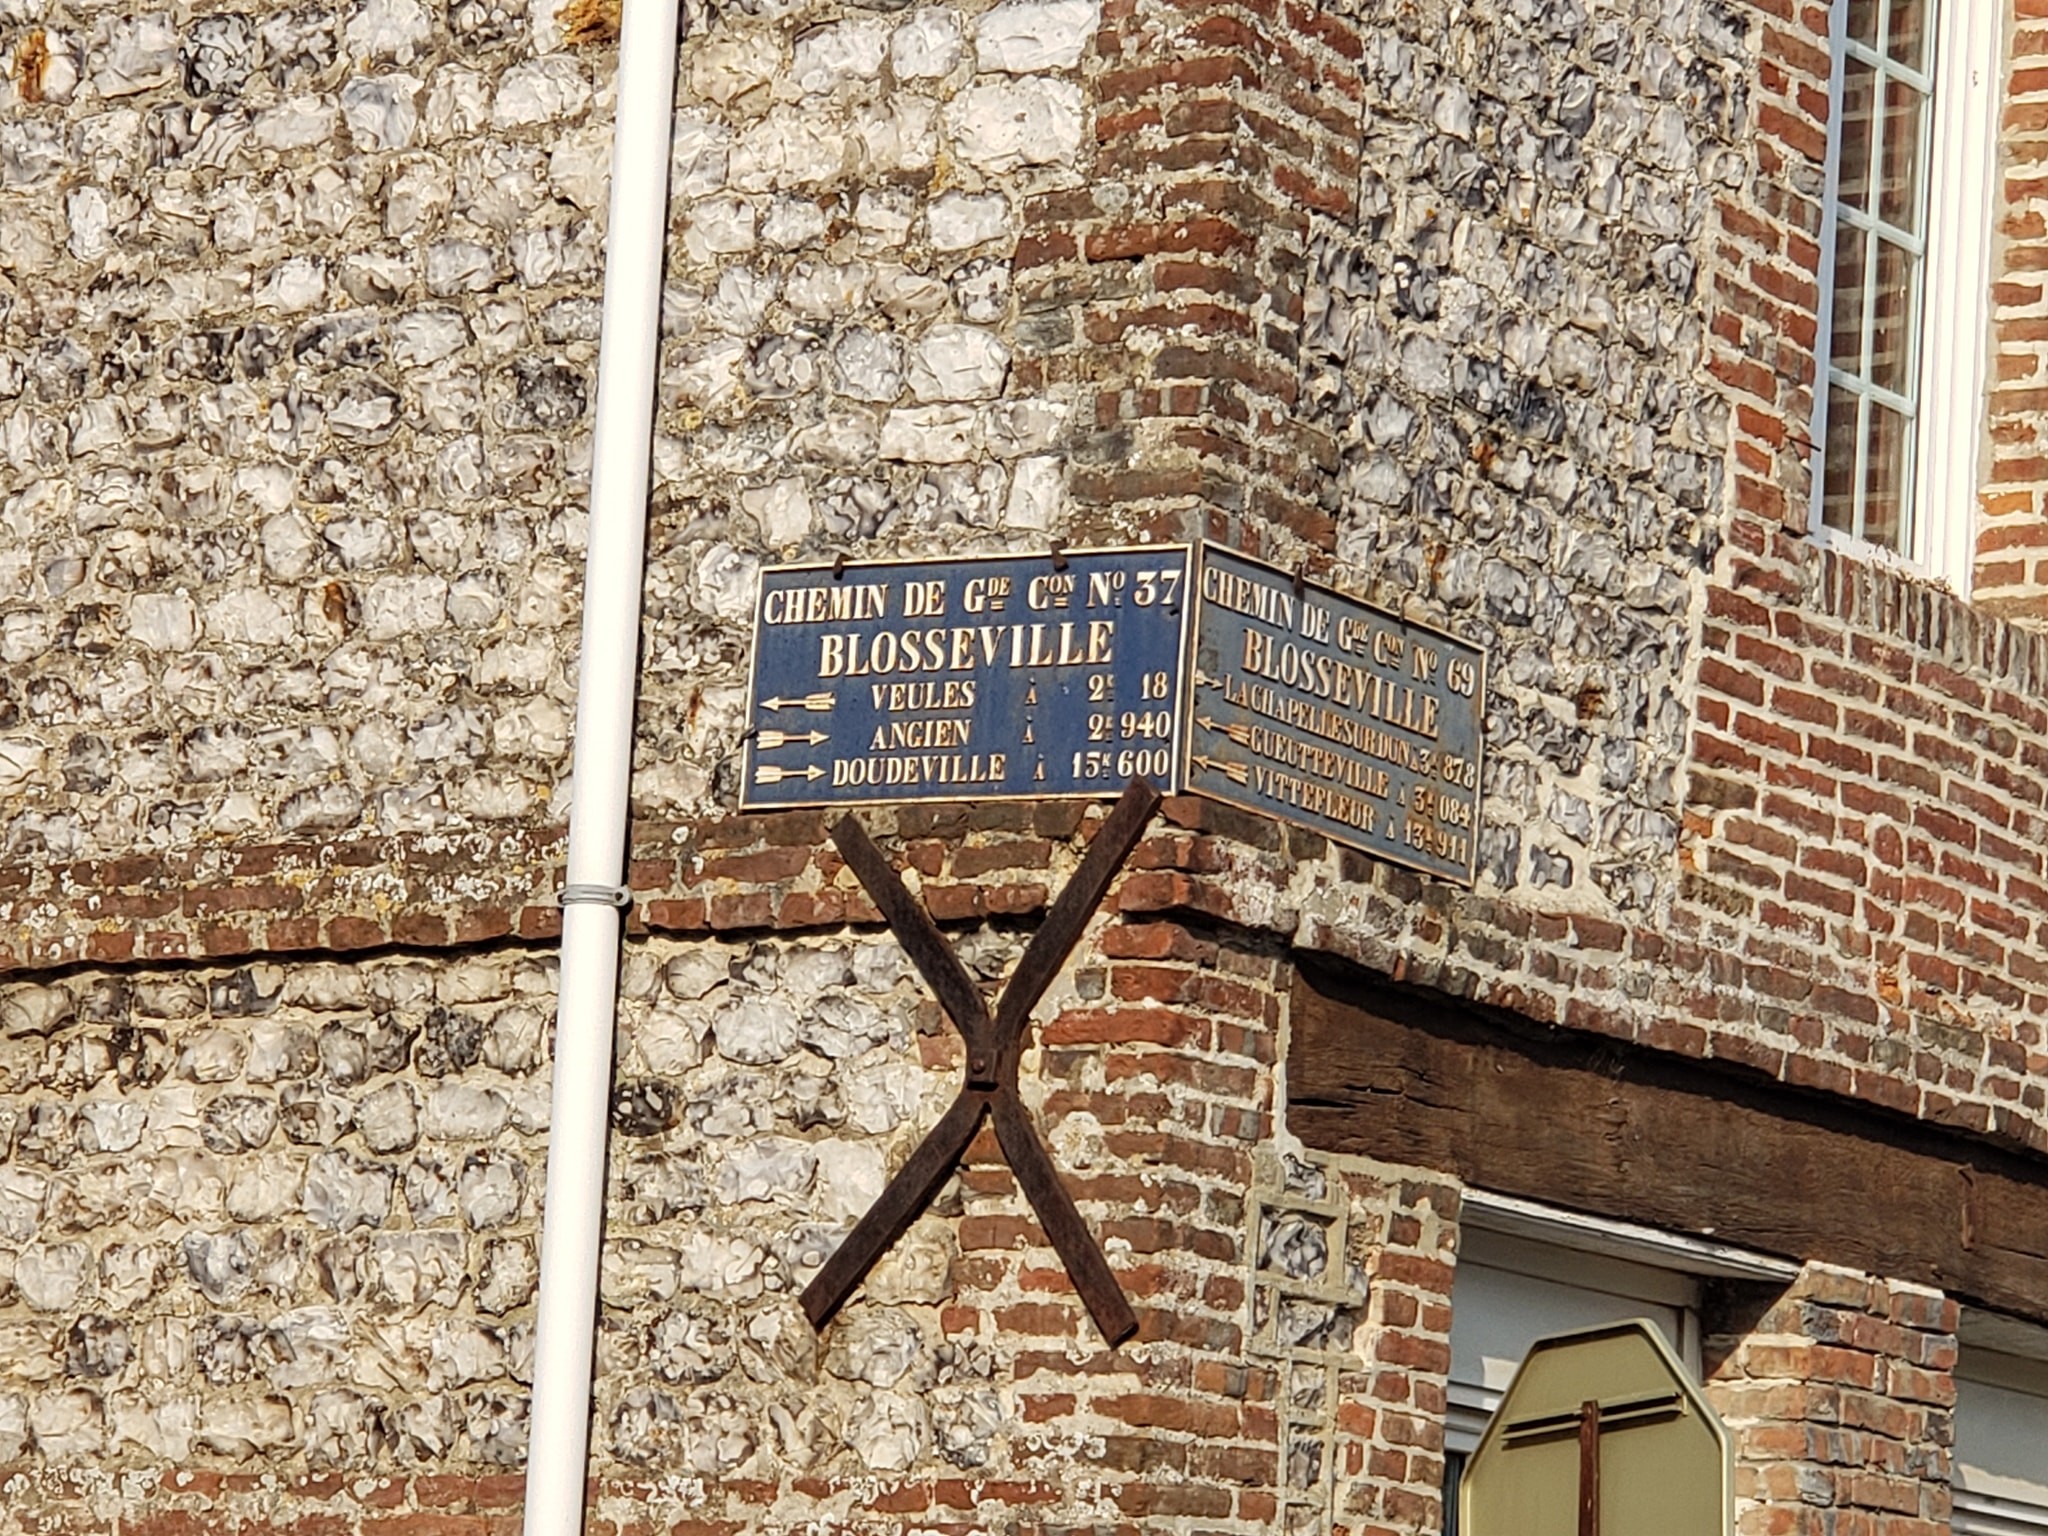 CHEMIN DE GDE CON NO 37
BLOSSEVILLE
VEULES À 2K 18
ANGIEN À 2K 940
DOUDEVILLE À 15K 600
CHEMIN DE GDE CON NO 69
BLOSSEVILLE
LA CHAPELLE SUR DUN À 3K 878
GUEUTTEVILLE À 3K 084
VITTEFLEUR À 13K 911